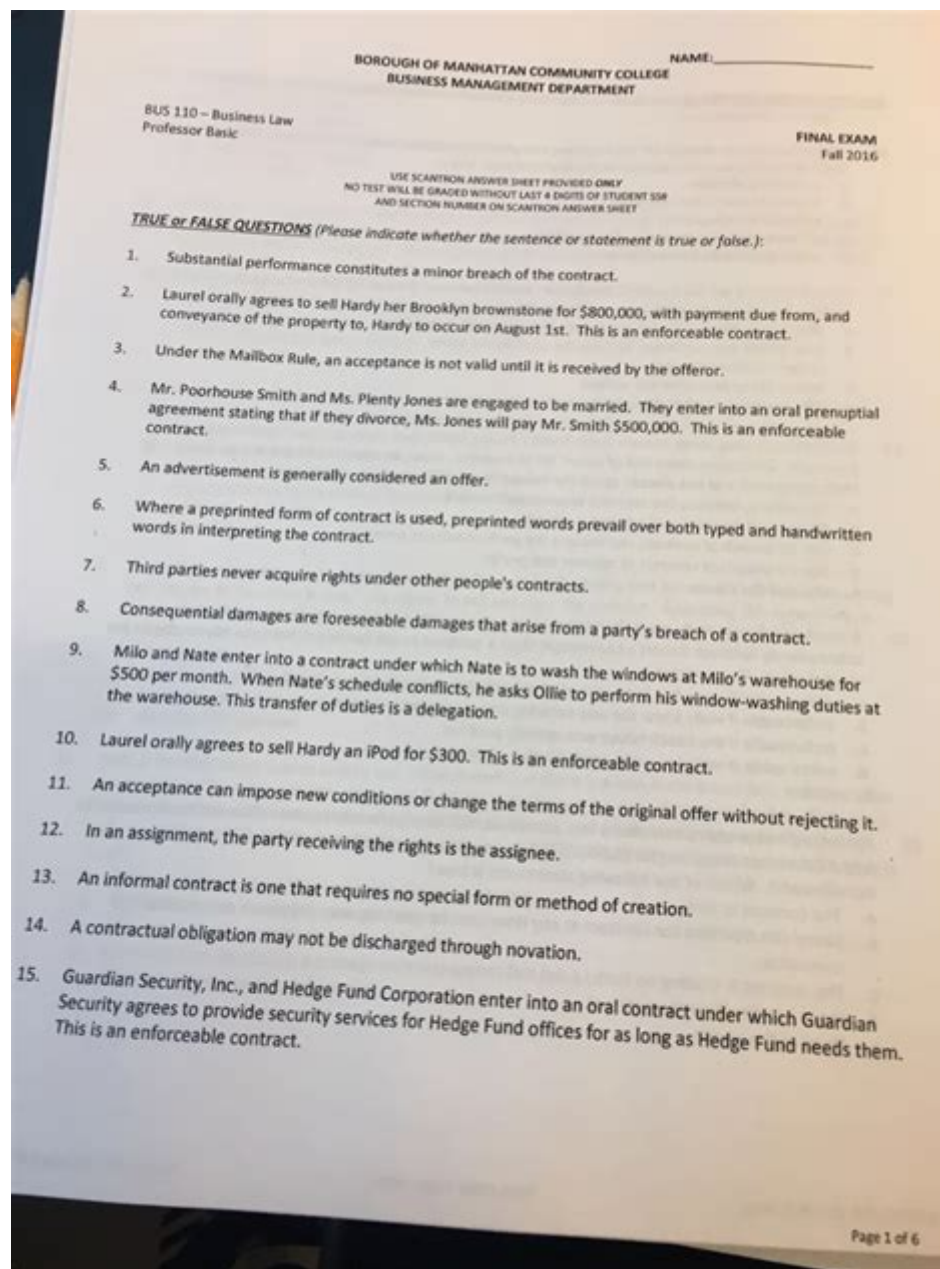 NAME:
BOROUGH OF MANHATTAN COMMUNITY COLLEGE
BUSINESS MANAGEMENT DEPARTMENT
BUS 110 – Business Law
Professor Basic
FINAL EXAM
Fall 2016
USE SCANTRON ANSWER SHEET PROVIDED ONLY
NO TEST WILL BE GRADED WITHOUT LAST 4 DIGITS OF STUDENT SS#
AND SECTION NUMBER ON SCANTRON ANSWER SHEET
TRUE or FALSE QUESTIONS (Please indicate whether the sentence or statement is true or false.):
1. Substantial performance constitutes a minor breach of the contract.
2. Laurel orally agrees to sell Hardy her Brooklyn brownstone for $800,000, with payment due from, and
conveyance of the property to, Hardy to occur on August 1st. This is an enforceable contract.
3. Under the Mailbox Rule, an acceptance is not valid until it is received by the offeror.
4. Mr. Poorhouse Smith and Ms. Plenty Jones are engaged to be married. They enter into an oral prenuptial
agreement stating that if they divorce, Ms. Jones will pay Mr. Smith $500,000. This is an enforceable
contract.
5. An advertisement is generally considered an offer.
6. Where a preprinted form of contract is used, preprinted words prevail over both typed and handwritten
words in interpreting the contract.
7. Third parties never acquire rights under other people's contracts.
8. Consequential damages are foreseeable damages that arise from a party's breach of a contract.
9. Milo and Nate enter into a contract under which Nate is to wash the windows at Milo's warehouse for
$500 per month. When Nate's schedule conflicts, he asks Ollie to perform his window-washing duties at
the warehouse. This transfer of duties is a delegation.
10. Laurel orally agrees to sell Hardy an iPod for $300. This is an enforceable contract.
11. An acceptance can impose new conditions or change the terms of the original offer without rejecting it.
12. In an assignment, the party receiving the rights is the assignee.
13. An informal contract is one that requires no special form or method of creation.
14. A contractual obligation may not be discharged through novation.
15. Guardian Security, Inc., and Hedge Fund Corporation enter into an oral contract under which Guardian
Security agrees to provide security services for Hedge Fund offices for as long as Hedge Fund needs them.
This is an enforceable contract.
Page 1 of 6